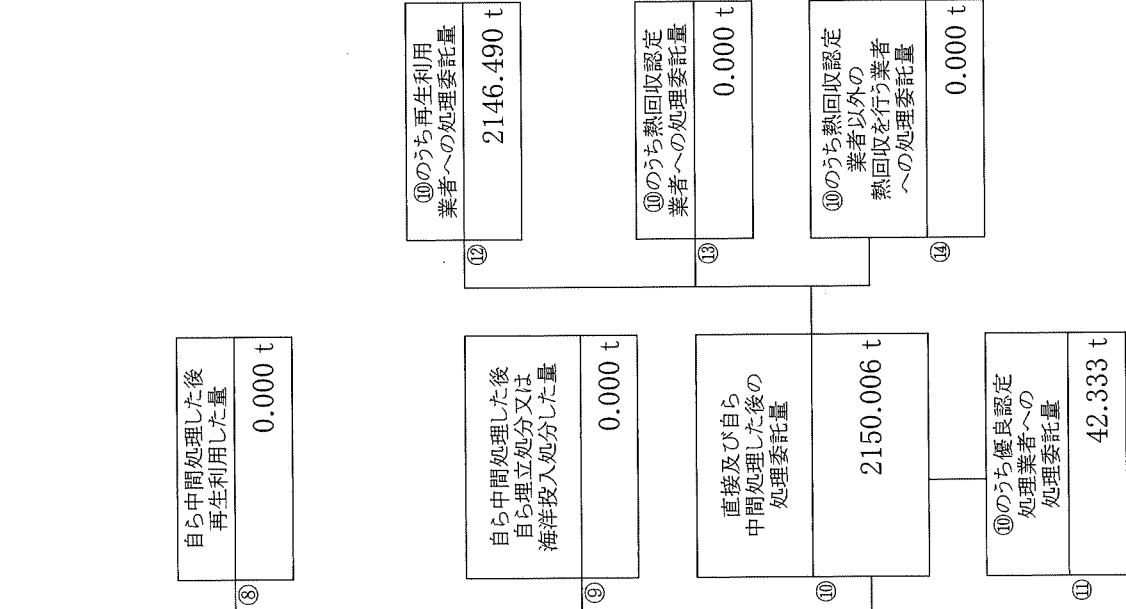 ⑧
自ら中間処理した後
再生利用した量
0.000 t
⑨
自ら中間処理した後
自ら埋立処分又は
海洋投入処分した量
0.000 t
⑩
直接及び自ら
中間処理した後の
処理委託量
2150.006 t
⑪
⑩のうち優良認定
処理業者への
処理委託量
42.333 t
⑫
⑩のうち再生利用
業者への処理委託量
2146.490 t
⑬
⑩のうち熱回収認定
業者への処理委託量
0.000 t
⑭
⑩のうち熱回収認定
業者以外の
熱回収を行う業者
への処理委託量
0.000 t